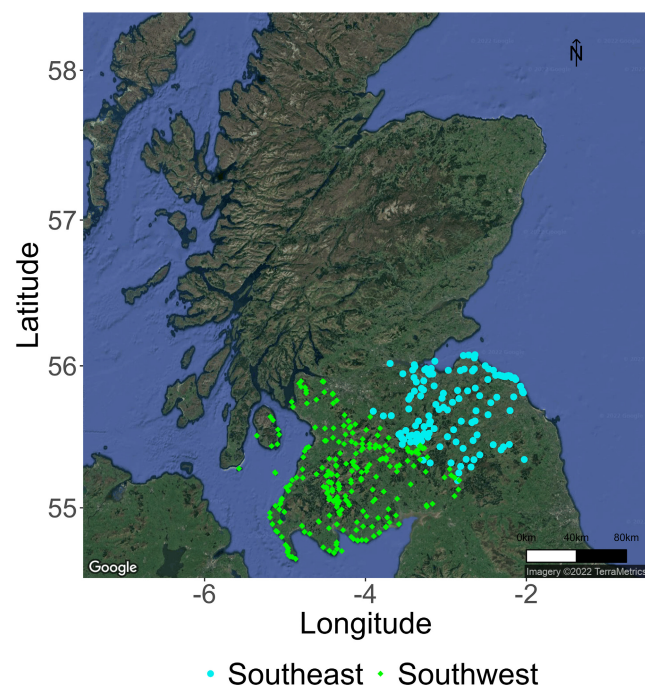 N
58
57
56
55
Latitude
0km 40km 80km
Google
Imagery ©2022 TerraMetrics
-6 -4 -2
Longitude
Southeast Southwest